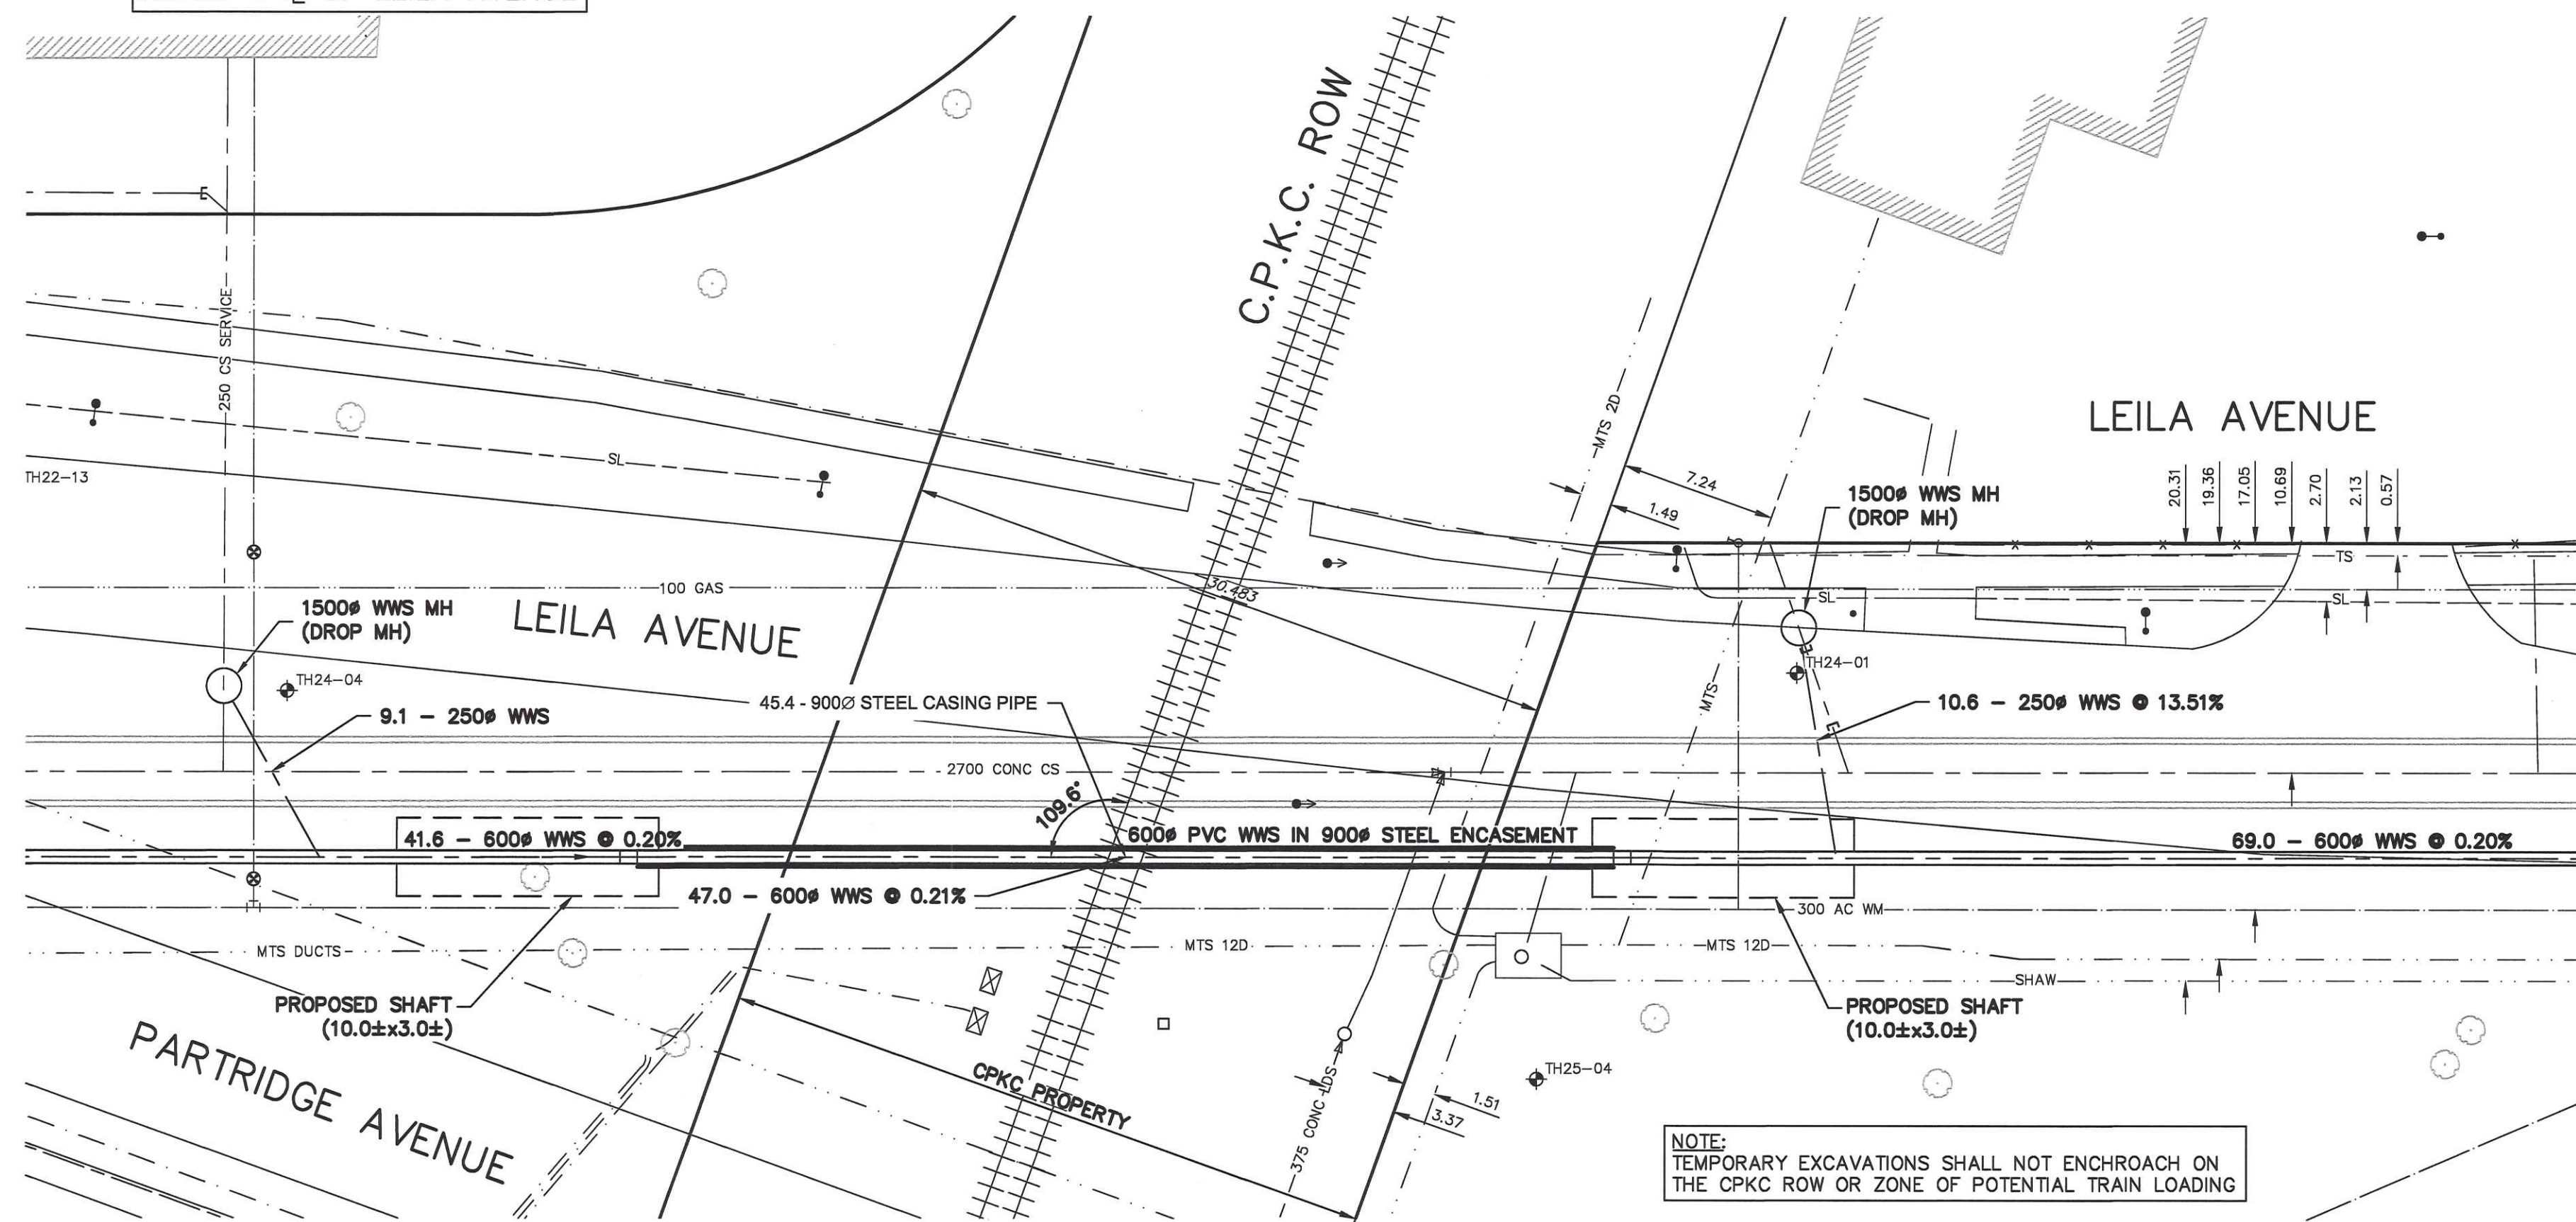 C.P.K.C. ROW
250 CS SERVICE
SL
TH22-13
MTS 2D
7.24
1.49
1500ø WWS MH
(DROP MH)
LEILA AVENUE
20.31
19.36
17.05
10.69
2.70
2.13
0.57
TS
SL
SL
100 GAS
30.483
1500ø WWS MH
(DROP MH)
LEILA AVENUE
TH24-04
TH24-01
MTS
9.1 - 250ø WWS
45.4 - 900Ø STEEL CASING PIPE
10.6 - 250ø WWS @ 13.51%
2700 CONC CS
109.6°
41.6 - 600ø WWS @ 0.20%
600ø PVC WWS IN 900ø STEEL ENCASEMENT
69.0 - 600ø WWS @ 0.20%
47.0 - 600ø WWS @ 0.21%
300 AC WM
MTS DUCTS
MTS 12D
MTS 12D
SHAW
PROPOSED SHAFT
(10.0±x3.0±)
PROPOSED SHAFT
(10.0±x3.0±)
PARTRIDGE AVENUE
CPKC PROPERTY
375 CONC LDS
TH25-04
1.51
3.37
NOTE:
TEMPORARY EXCAVATIONS SHALL NOT ENCHROACH ON
THE CPKC ROW OR ZONE OF POTENTIAL TRAIN LOADING